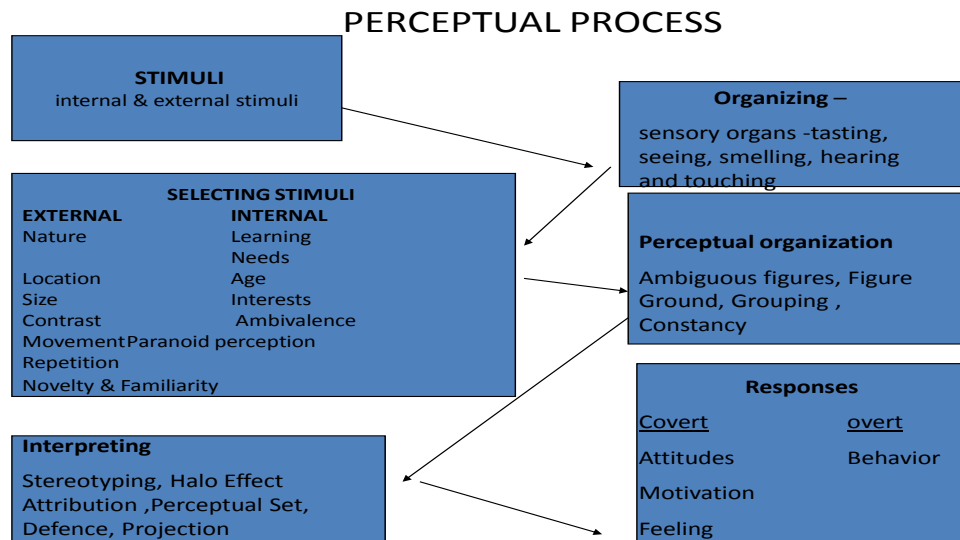 PERCEPTUAL PROCESS
STIMULI
internal & external stimuli
Organizing –
sensory organs -tasting,
seeing, smelling, hearing
and touching
SELECTING STIMULI
EXTERNAL INTERNAL
Nature Learning
Needs
Location Age
Size Interests
Contrast Ambivalence
MovementParanoid perception
Repetition
Novelty & Familiarity
Perceptual organization
Ambiguous figures, Figure
Ground, Grouping ,
Constancy
Interpreting
Stereotyping, Halo Effect
Attribution ,Perceptual Set,
Defence, Projection
Responses
Covert overt
Attitudes Behavior
Motivation
Feeling